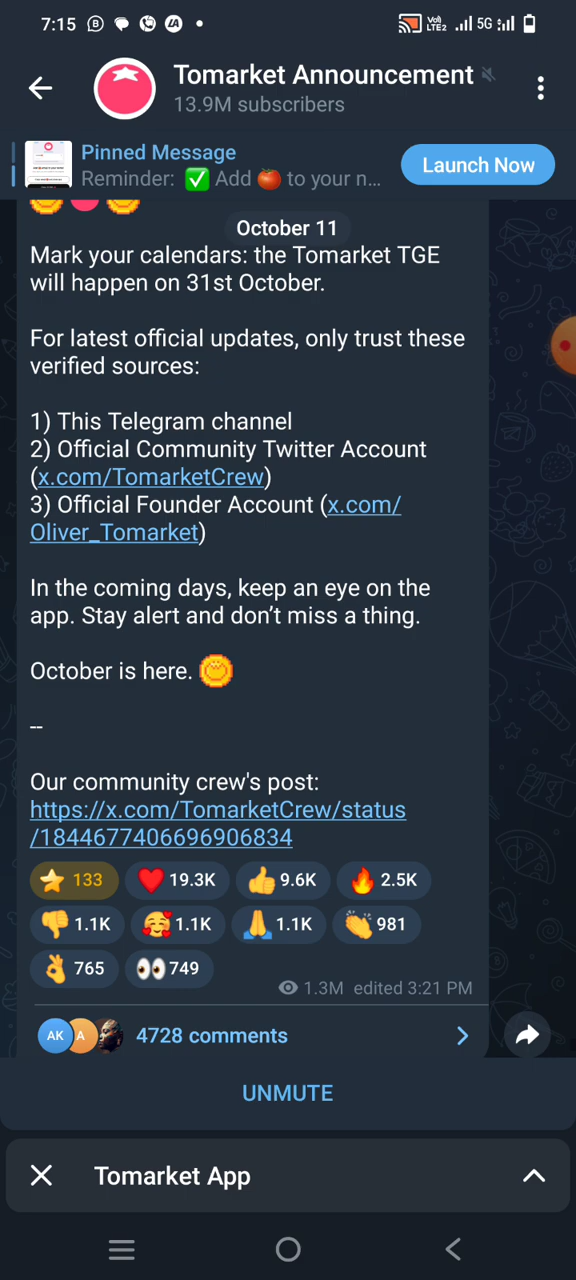 7:15
VoI) LTE2 5G
Tomarket Announcement
13.9M subscribers
Pinned Message
Reminder: ✅ Add 🍅 to your n...
Launch Now
October 11
Mark your calendars: the Tomarket TGE
will happen on 31st October.
For latest official updates, only trust these
verified sources:
1) This Telegram channel
2) Official Community Twitter Account
(x.com/TomarketCrew)
3) Official Founder Account (x.com/
Oliver_Tomarket)
In the coming days, keep an eye on the
app. Stay alert and don’t miss a thing.
October is here.
--
Our community crew's post:
https://x.com/TomarketCrew/status
/1844677406696906834
⭐ 133 ❤️ 19.3K 👍 9.6K 🔥 2.5K
👎 1.1K 🥰 1.1K 🙏 1.1K 👏 981
👌 765 👀 749
1.3M edited 3:21 PM
AK A 4728 comments
UNMUTE
Tomarket App